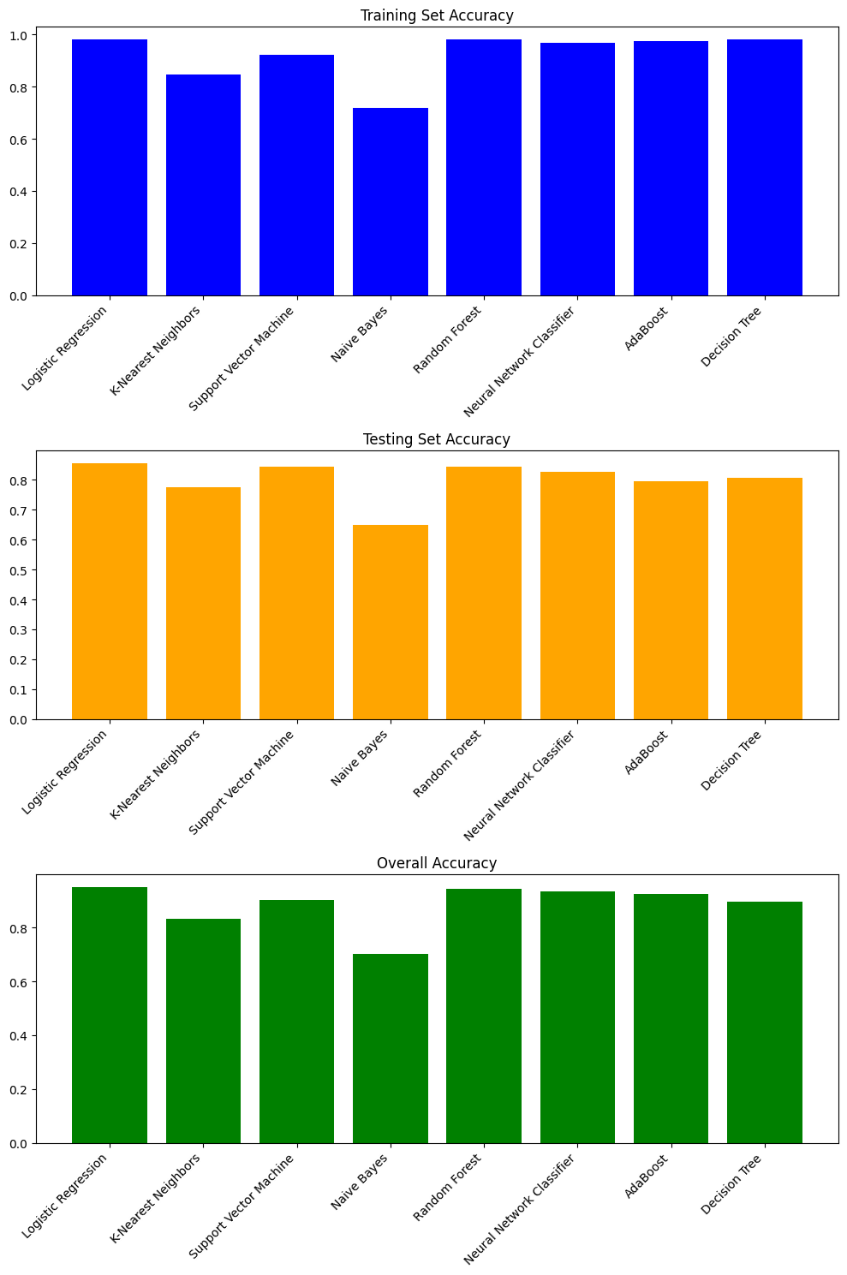 Training Set Accuracy
1.0
0.8
0.6
0.4
0.2
0.0
Logistic Regression
K-Nearest Neighbors
Support Vector Machine
Naive Bayes
Random Forest
Neural Network Classifier
AdaBoost
Decision Tree
Testing Set Accuracy
0.8
0.7
0.6
0.5
0.4
0.3
0.2
0.1
0.0
Logistic Regression
K-Nearest Neighbors
Support Vector Machine
Naive Bayes
Random Forest
Neural Network Classifier
AdaBoost
Decision Tree
Overall Accuracy
0.8
0.6
0.4
0.2
0.0
Logistic Regression
K-Nearest Neighbors
Support Vector Machine
Naive Bayes
Random Forest
Neural Network Classifier
AdaBoost
Decision Tree